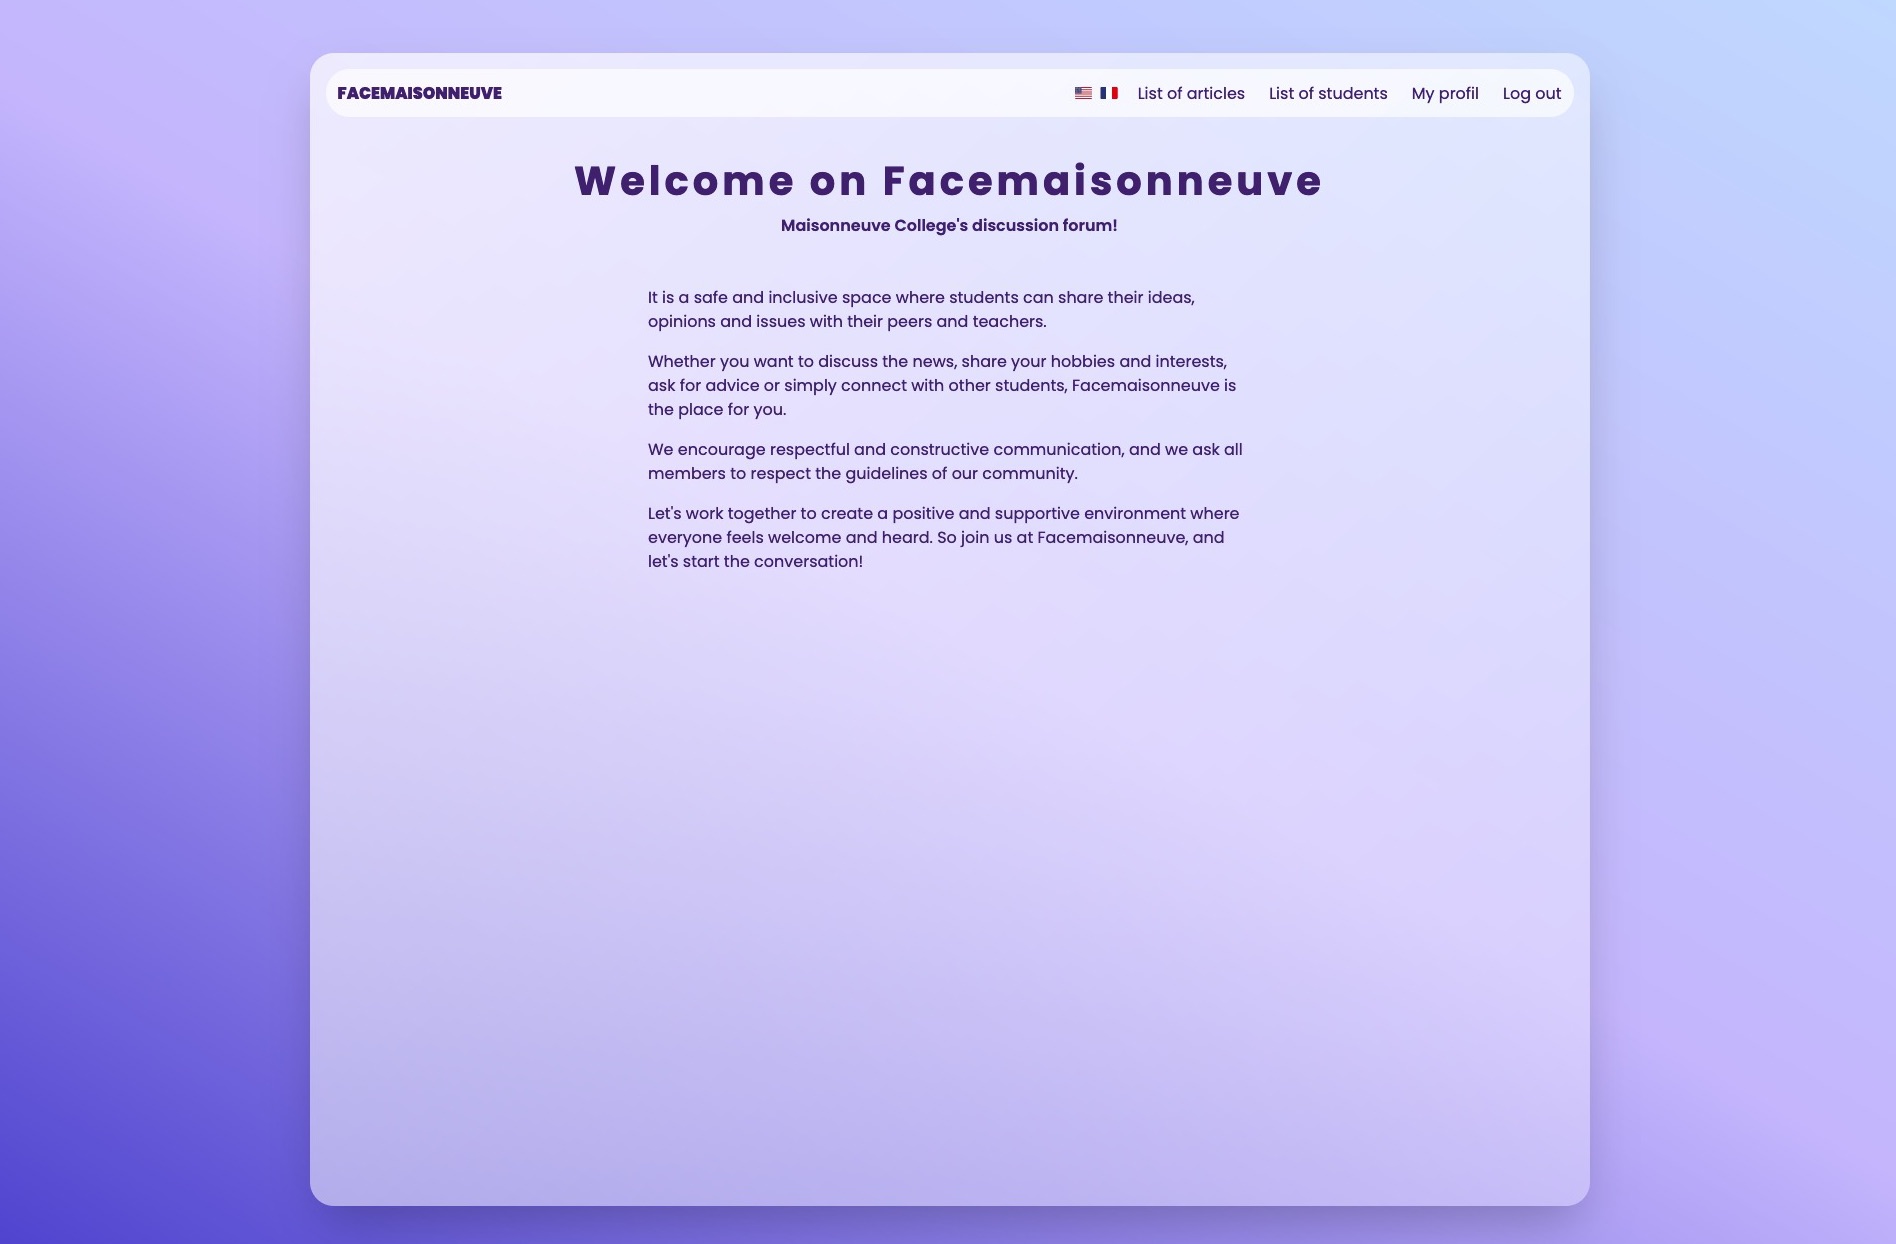 FACEMAISONNEUVE
List of articles
List of students
My profil
Log out
Welcome on Facemaisonneuve
Maisonneuve College's discussion forum!
It is a safe and inclusive space where students can share their ideas,
opinions and issues with their peers and teachers.
Whether you want to discuss the news, share your hobbies and interests,
ask for advice or simply connect with other students, Facemaisonneuve is
the place for you.
We encourage respectful and constructive communication, and we ask all
members to respect the guidelines of our community.
Let's work together to create a positive and supportive environment where
everyone feels welcome and heard. So join us at Facemaisonneuve, and
let's start the conversation!